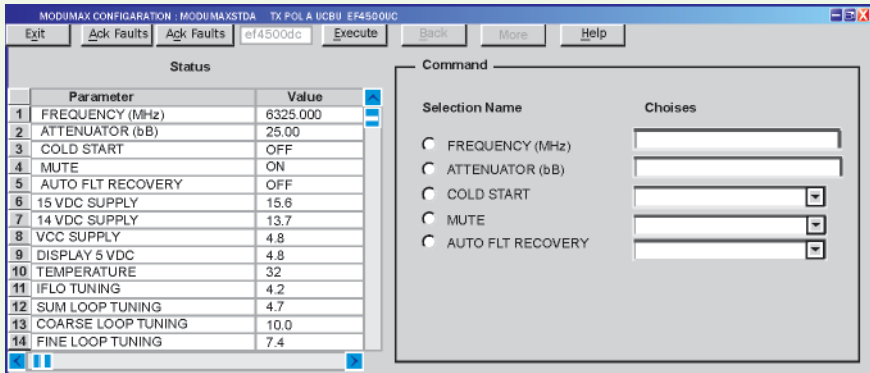 MODUMAX CONFIGARATION : MODUMAXSTDA TX POL A UCBU EF4500UC
Exit Ack Faults Ack Faults ef4500dc Execute Back More Help
Status
Parameter Value
1 FREQUENCY (MHz) 6325.000
2 ATTENUATOR (bB) 25.00
3 COLD START OFF
4 MUTE ON
5 AUTO FLT RECOVERY OFF
6 15 VDC SUPPLY 15.6
7 14 VDC SUPPLY 13.7
8 VCC SUPPLY 4.8
9 DISPLAY 5 VDC 4.8
10 TEMPERATURE 32
11 IFLO TUNING 4.2
12 SUM LOOP TUNING 4.7
13 COARSE LOOP TUNING 10.0
14 FINE LOOP TUNING 7.4
Command
Selection Name Choises
FREQUENCY (MHz)
ATTENUATOR (bB)
COLD START
MUTE
AUTO FLT RECOVERY